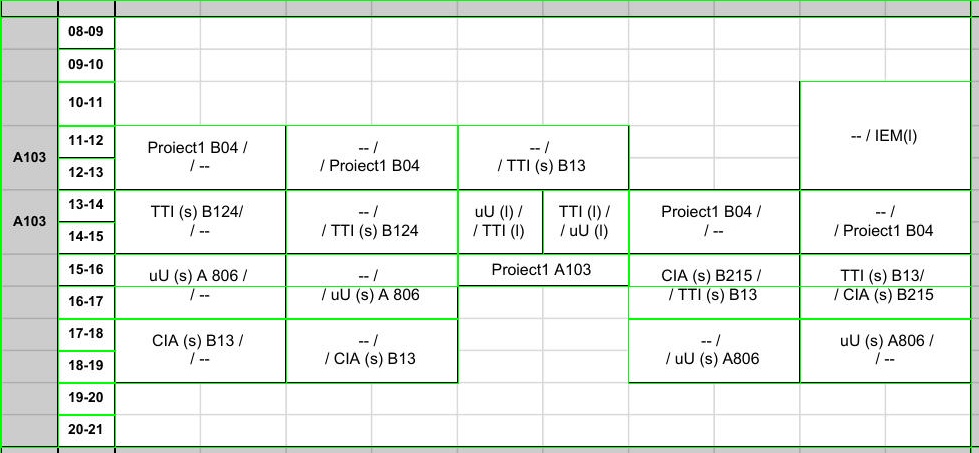 08-09
09-10
10-11
-- / IEM(l)
A103
11-12
Proiect1 B04 /
/ --
-- /
/ Proiect1 B04
-- /
/ TTI (s) B13
12-13
A103
13-14
TTI (s) B124/
/ --
-- /
/ TTI (s) B124
uU (l) /
/ TTI (l)
TTI (l) /
/ uU (l)
Proiect1 B04 /
/ --
-- /
/ Proiect1 B04
14-15
15-16
uU (s) A 806 /
/ --
-- /
/ uU (s) A 806
Proiect1 A103
CIA (s) B215 /
/ TTI (s) B13
TTI (s) B13/
/ CIA (s) B215
16-17
17-18
CIA (s) B13 /
/ --
-- /
/ CIA (s) B13
-- /
/ uU (s) A806
uU (s) A806 /
/ --
18-19
19-20
20-21